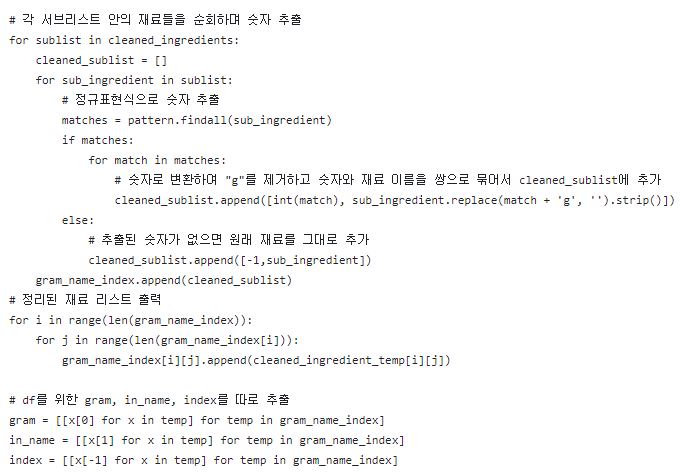 # 각 서브리스트 안의 재료들을 순회하며 숫자 추출
for sublist in cleaned_ingredients:
    cleaned_sublist = []
    for sub_ingredient in sublist:
        # 정규표현식으로 숫자 추출
        matches = pattern.findall(sub_ingredient)
        if matches:
            for match in matches:
                # 숫자로 변환하여 "g"를 제거하고 숫자와 재료 이름을 쌍으로 묶어서 cleaned_sublist에 추가
                cleaned_sublist.append([int(match), sub_ingredient.replace(match + 'g', '').strip()])
        else:
            # 추출된 숫자가 없으면 원래 재료를 그대로 추가
            cleaned_sublist.append([-1,sub_ingredient])
    gram_name_index.append(cleaned_sublist)
# 정리된 재료 리스트 출력
for i in range(len(gram_name_index)):
    for j in range(len(gram_name_index[i])):
        gram_name_index[i][j].append(cleaned_ingredient_temp[i][j])

# df를 위한 gram, in_name, index를 따로 추출
gram = [[x[0] for x in temp] for temp in gram_name_index]
in_name = [[x[1] for x in temp] for temp in gram_name_index]
index = [[x[-1] for x in temp] for temp in gram_name_index]